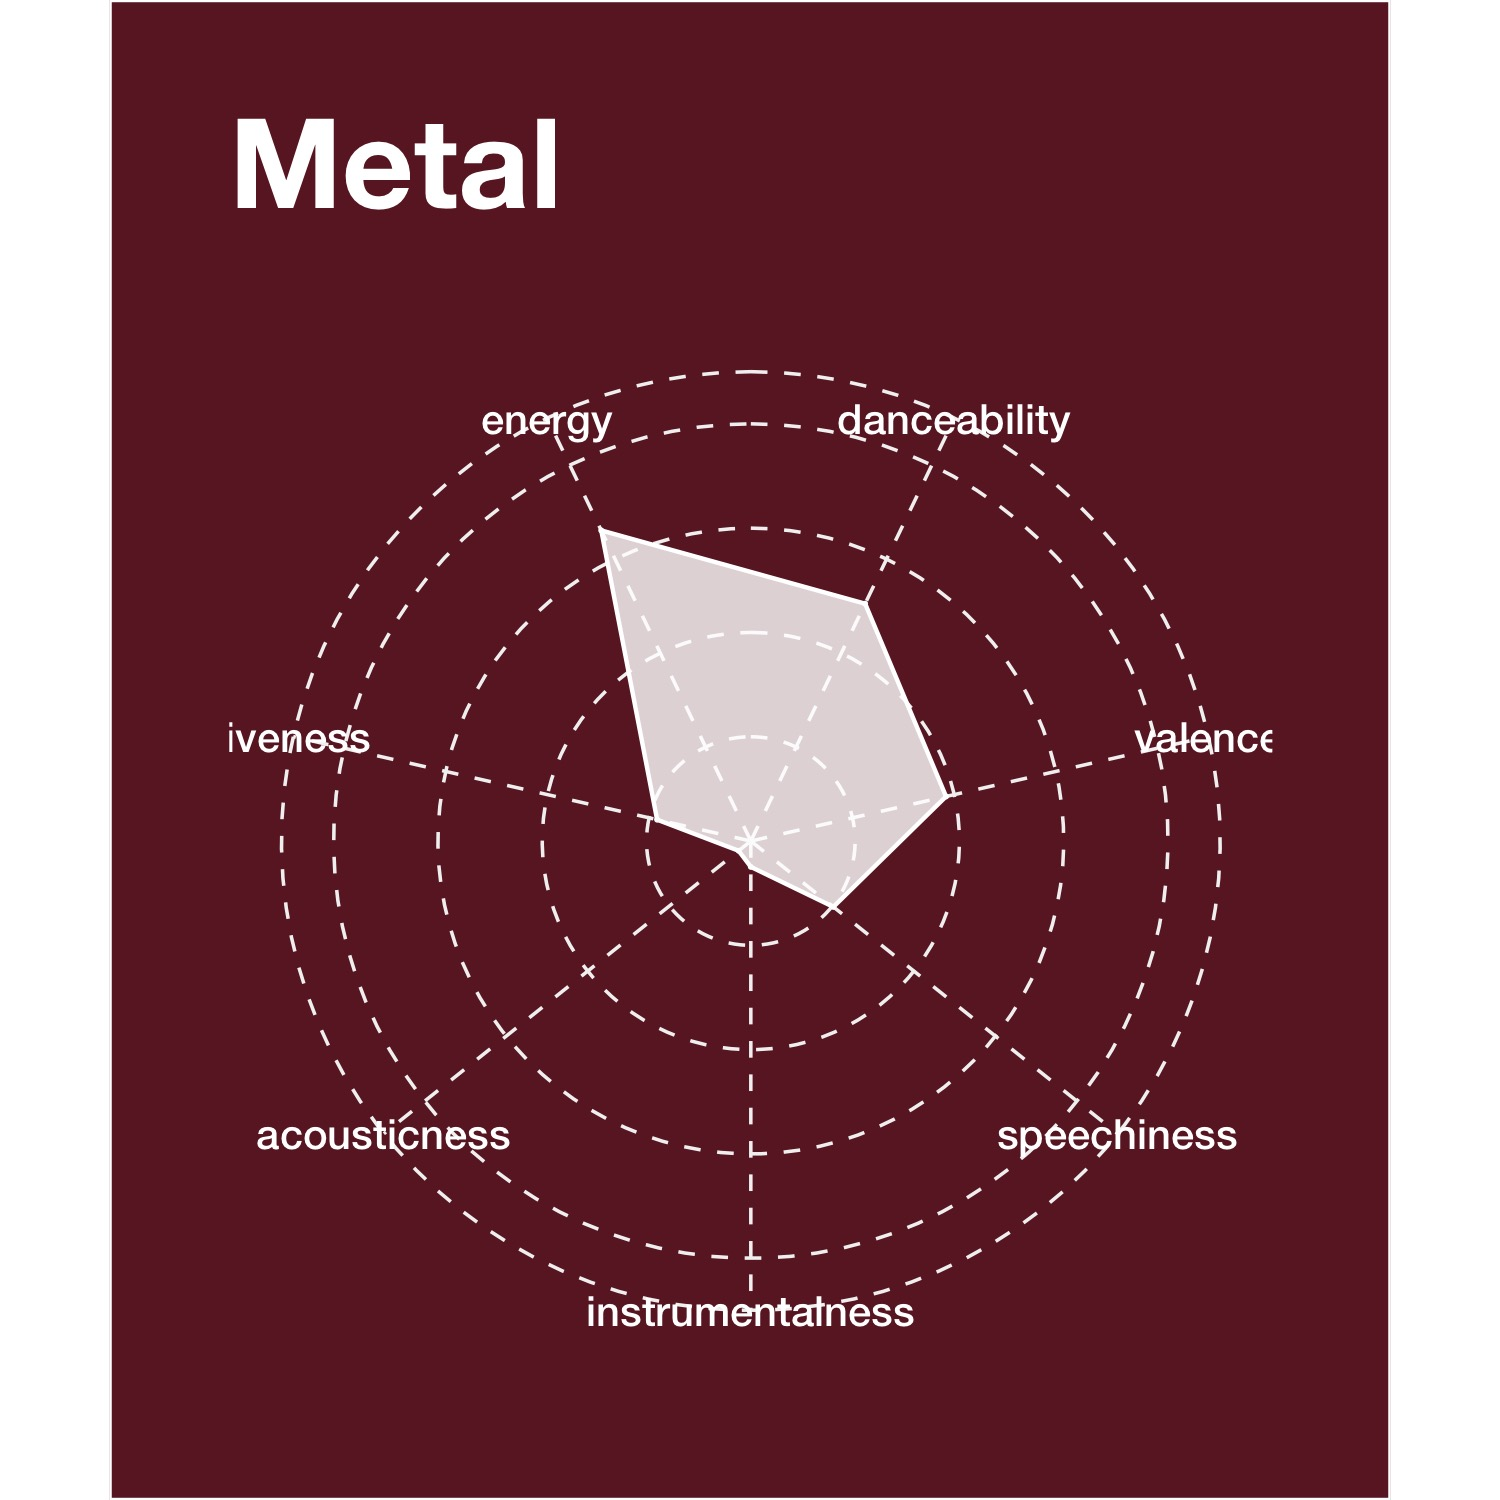 Metal
energy
danceability
iveness
valence
acousticness
speechiness
instrumentalness